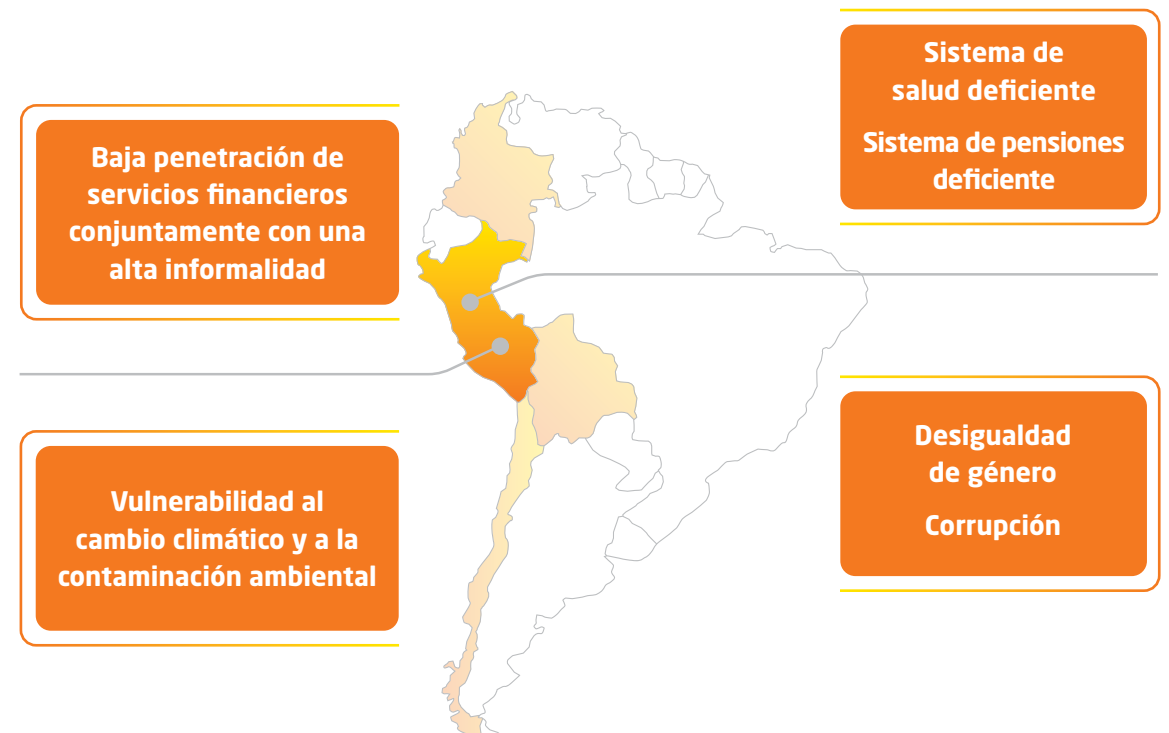 Baja penetración de
servicios financieros
conjuntamente con una
alta informalidad
Vulnerabilidad al
cambio climático y a la
contaminación ambiental
Sistema de
salud deficiente
Sistema de pensiones
deficiente
Desigualdad
de género
Corrupción